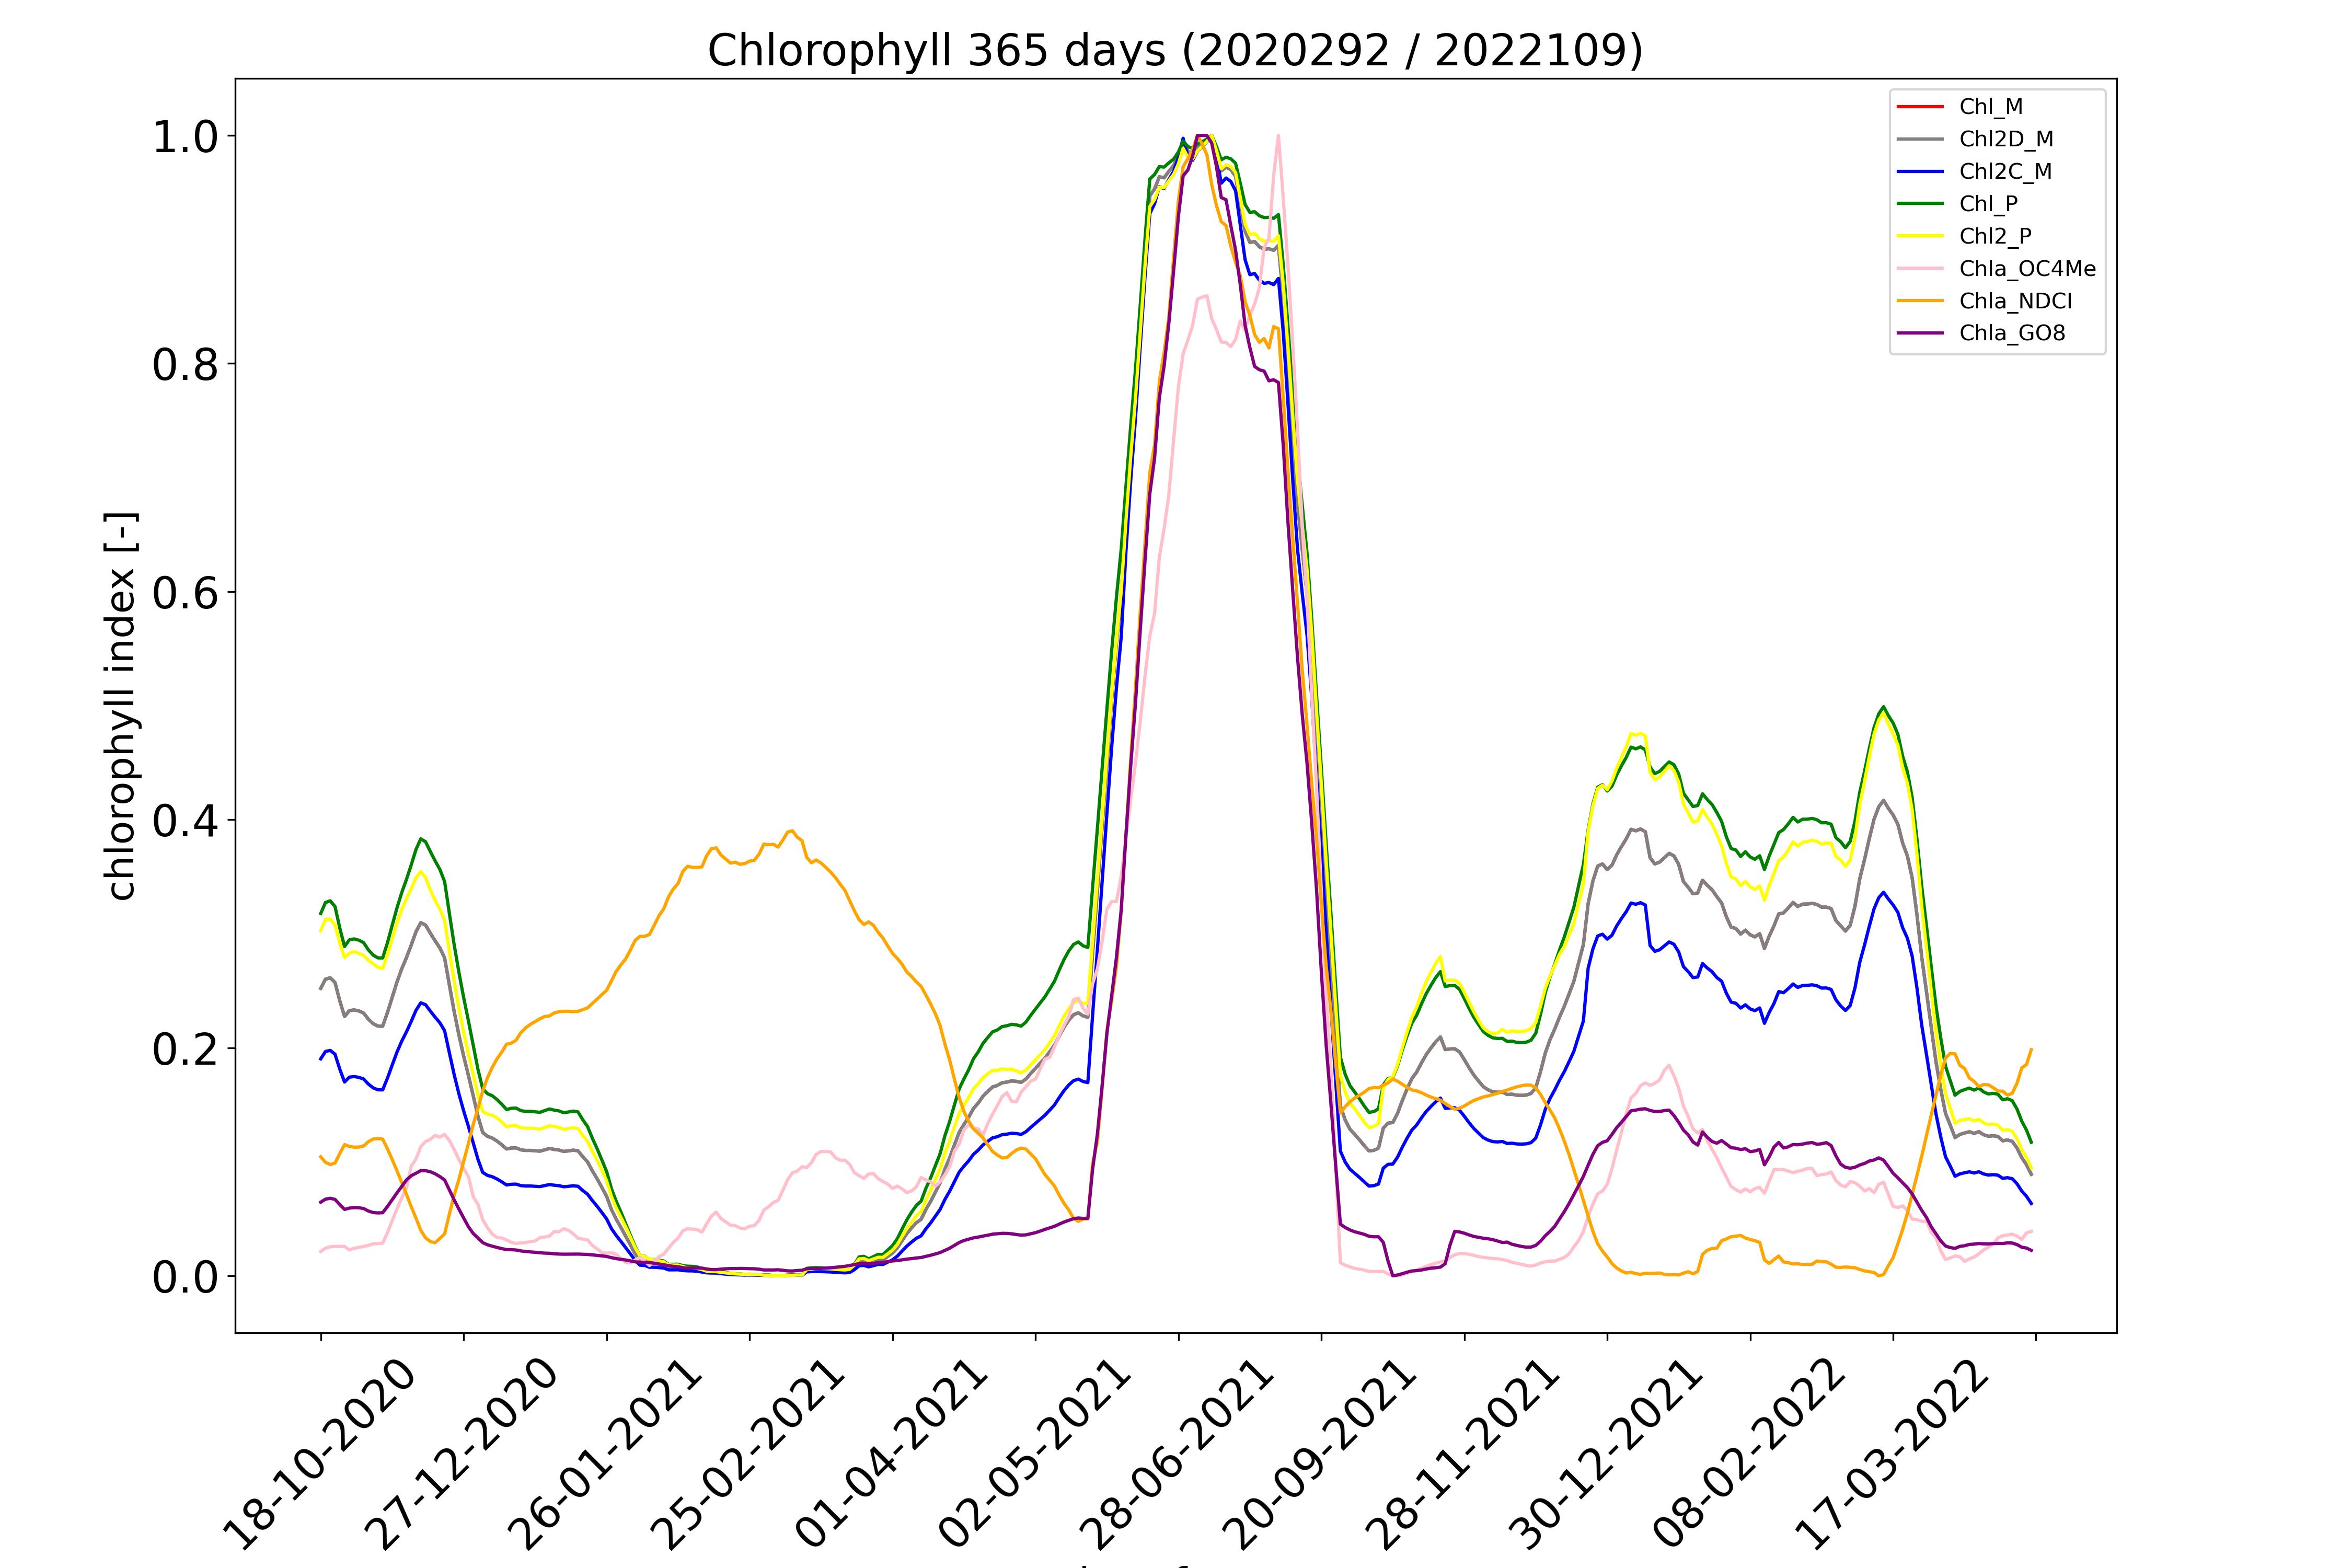 Chlorophyll 365 days (2020292 / 2022109)
Chl_M
Chl2D_M
Chl2C_M
Chl_P
Chl2_P
Chla_OC4Me
Chla_NDCI
Chla_GO8
chlorophyll index [-]
1.0
0.8
0.6
0.4
0.2
0.0
18-10-2020
27-12-2020
26-01-2021
25-02-2021
01-04-2021
02-05-2021
28-06-2021
20-09-2021
28-11-2021
30-12-2021
08-02-2022
17-03-2022